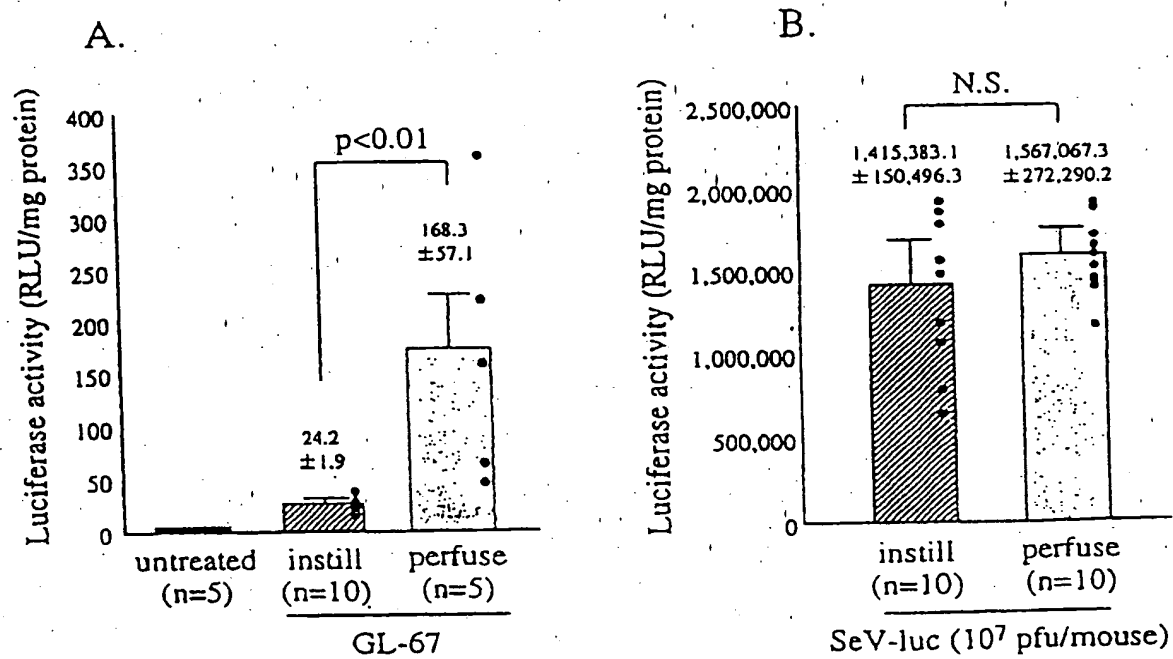 A.
Luciferase activity (RLU/mg protein)
400
350
300
250
200
150
100
50
0
p<0.01
168.3
±57.1
24.2
±1.9
untreated
(n=5)
instill
(n=10)
perfuse
(n=5)
GL-67
B.
Luciferase activity (RLU/mg protein)
2,500,000
2,000,000
1,500,000
1,000,000
500,000
0
N.S.
1,415,383.1
±150,496.3
1,567,067.3
±272,290.2
instill
(n=10)
perfuse
(n=10)
SeV-luc (10⁷ pfu/mouse)